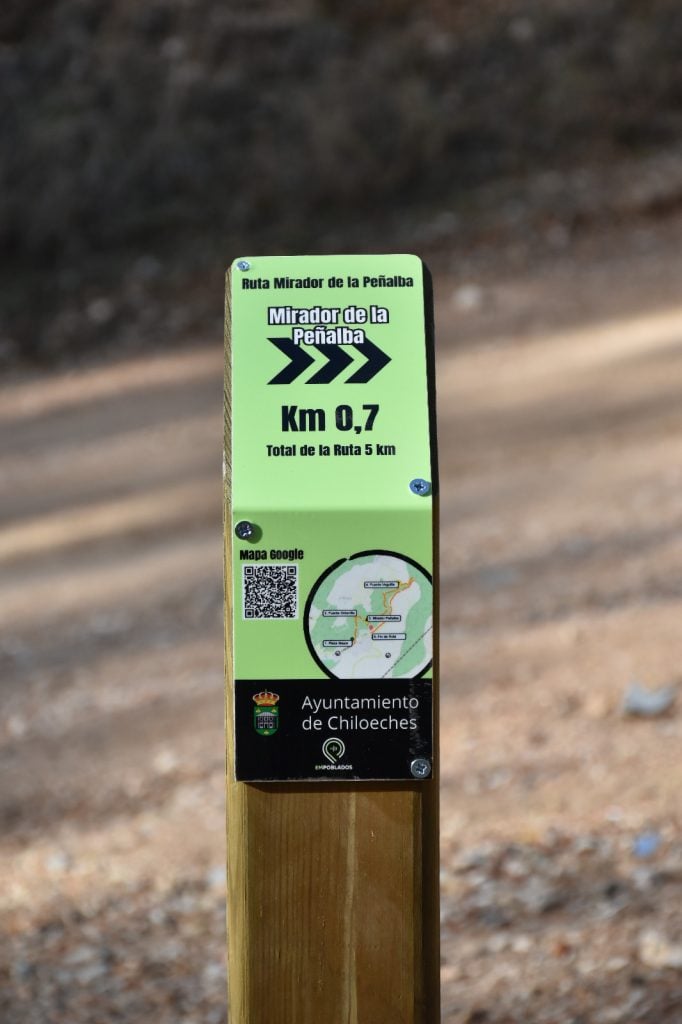 Ruta Mirador de la Peñalba
Mirador de la
Peñalba
Km 0,7
Total de la Ruta 5 km
Mapa Google
Ayuntamiento
de Chiloeches
EMPOBLADOS